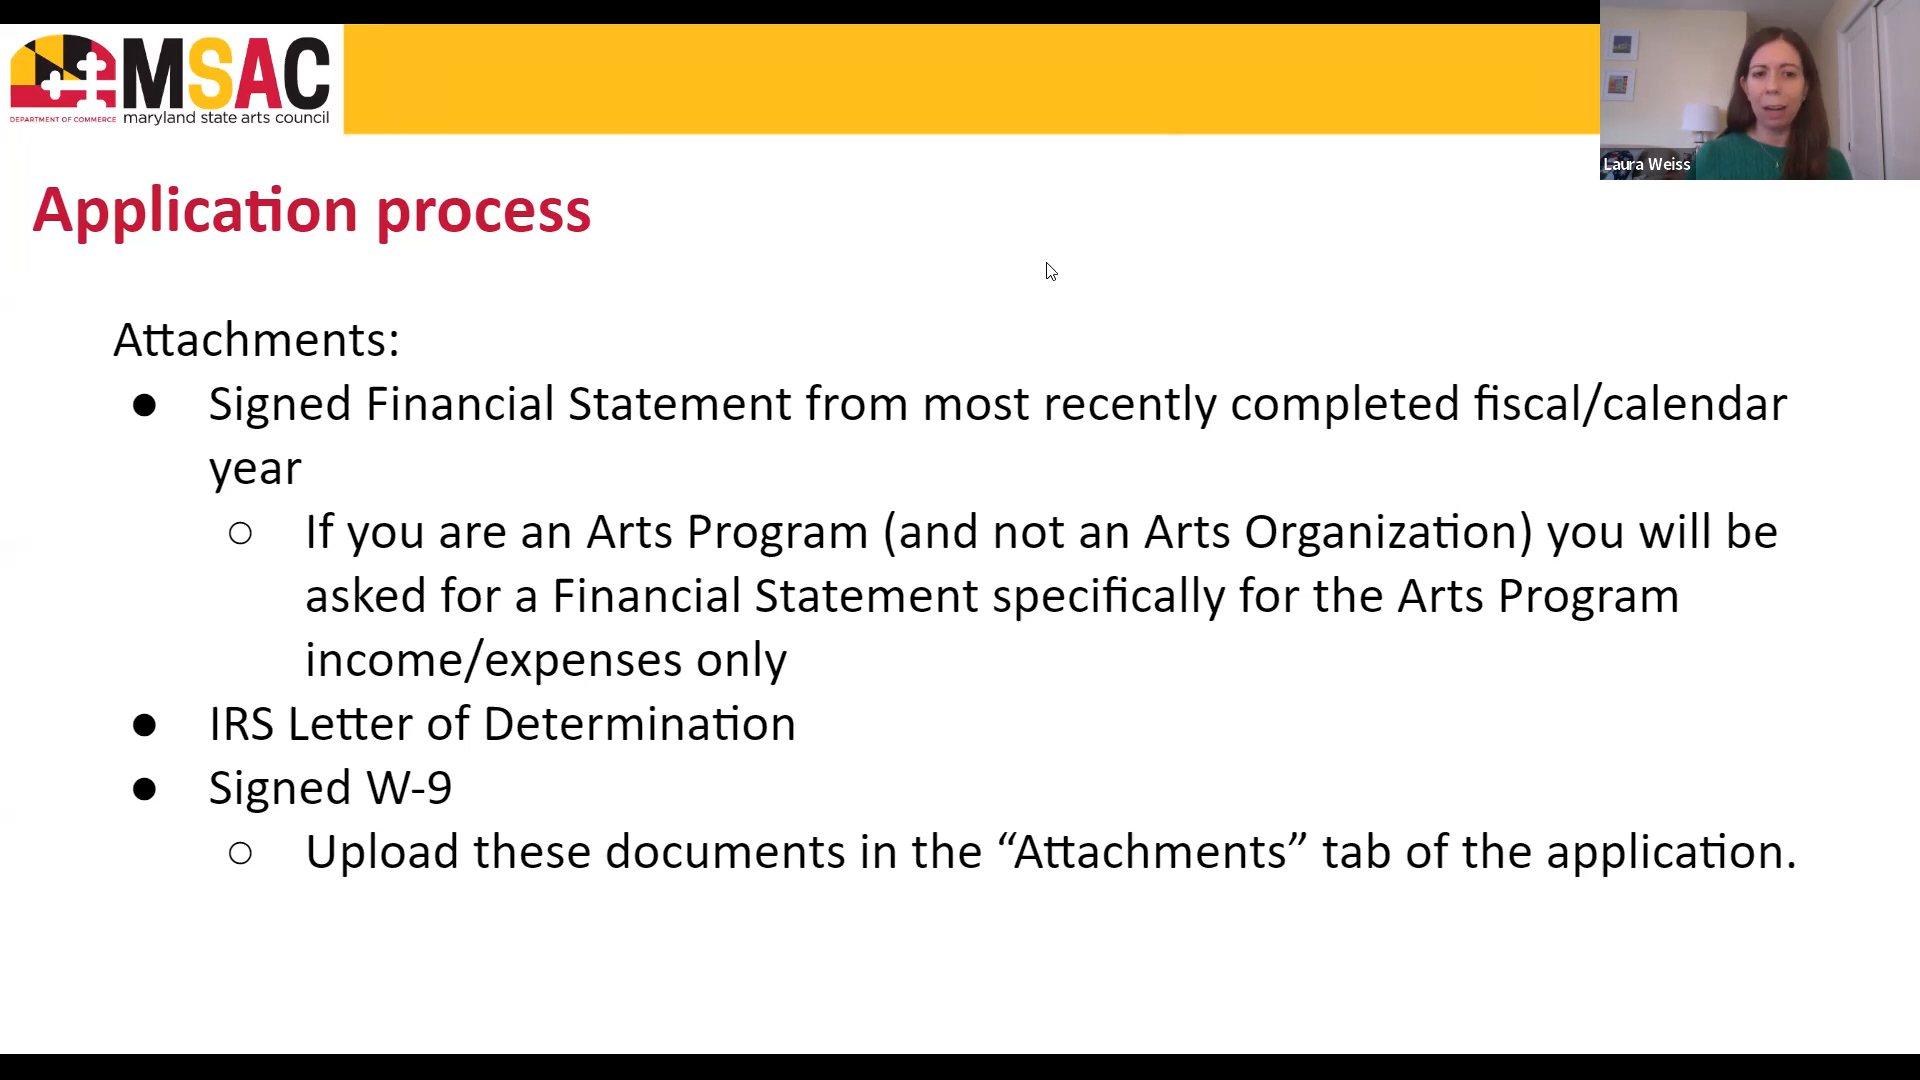 MSAC
DEPARTMENT OF COMMERCE
maryland state arts council
Laura Weiss
Application process
Attachments:
● Signed Financial Statement from most recently completed fiscal/calendar
year
○ If you are an Arts Program (and not an Arts Organization) you will be
asked for a Financial Statement specifically for the Arts Program
income/expenses only
● IRS Letter of Determination
● Signed W-9
○ Upload these documents in the “Attachments” tab of the application.